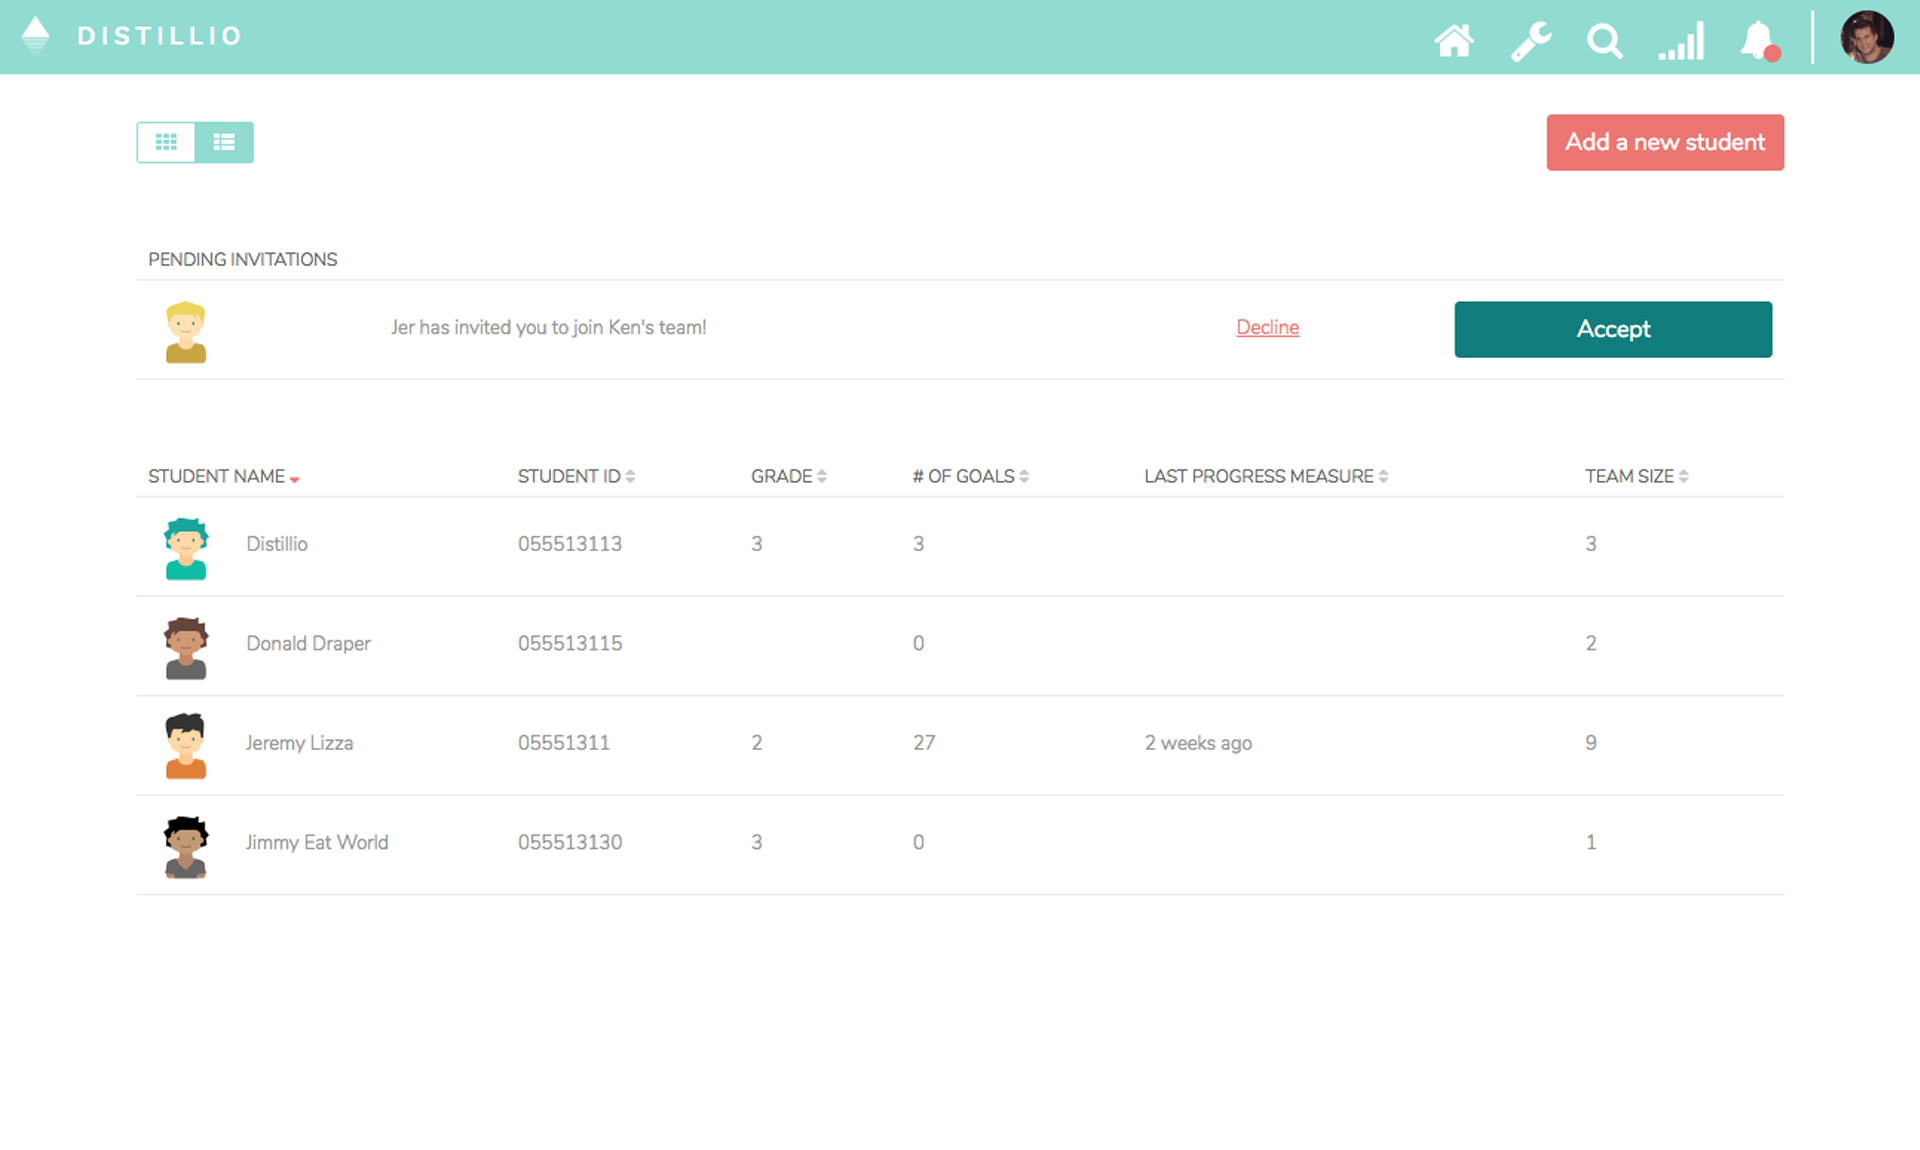 DISTILLIO
Add a new student
PENDING INVITATIONS
Jer has invited you to join Ken's team! Decline Accept
STUDENT NAME STUDENT ID GRADE # OF GOALS LAST PROGRESS MEASURE TEAM SIZE
Distillio 055513113 3 3 3
Donald Draper 055513115 0 2
Jeremy Lizza 05551311 2 27 2 weeks ago 9
Jimmy Eat World 055513130 3 0 1